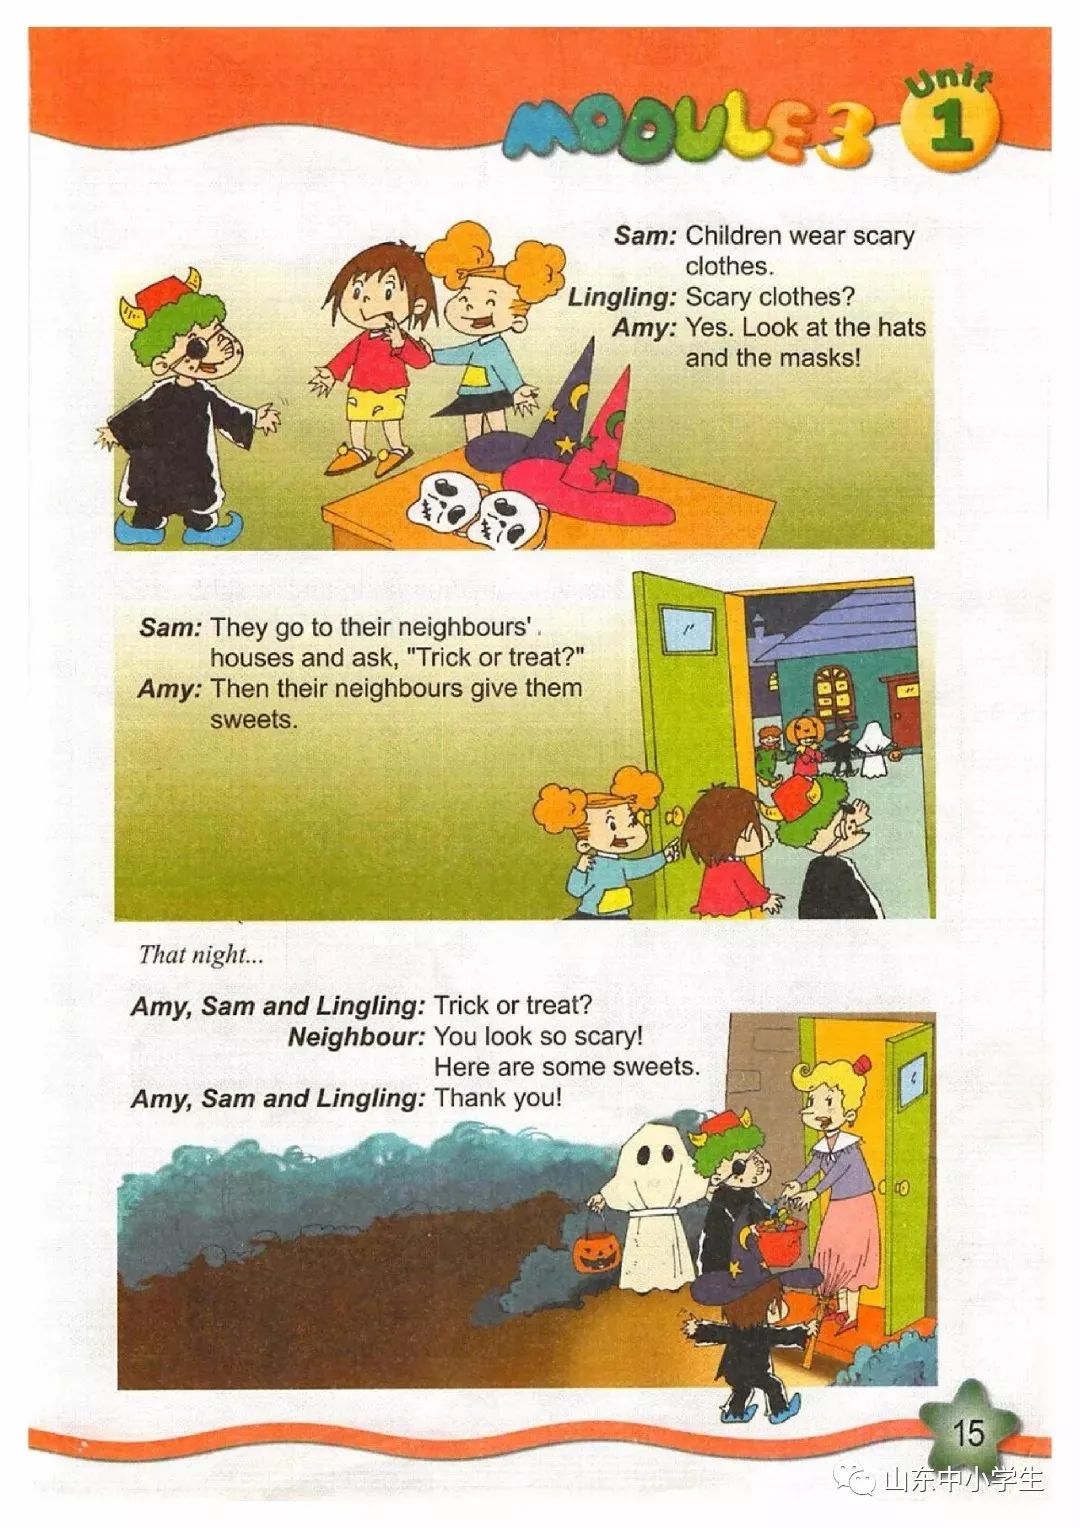 MODULE 3
Unit 1
Sam: Children wear scary
clothes.
Lingling: Scary clothes?
Amy: Yes. Look at the hats
and the masks!
Sam: They go to their neighbours'
houses and ask, "Trick or treat?"
Amy: Then their neighbours give them
sweets.
That night...
Amy, Sam and Lingling: Trick or treat?
Neighbour: You look so scary!
Here are some sweets.
Amy, Sam and Lingling: Thank you!
15
山东中小学生